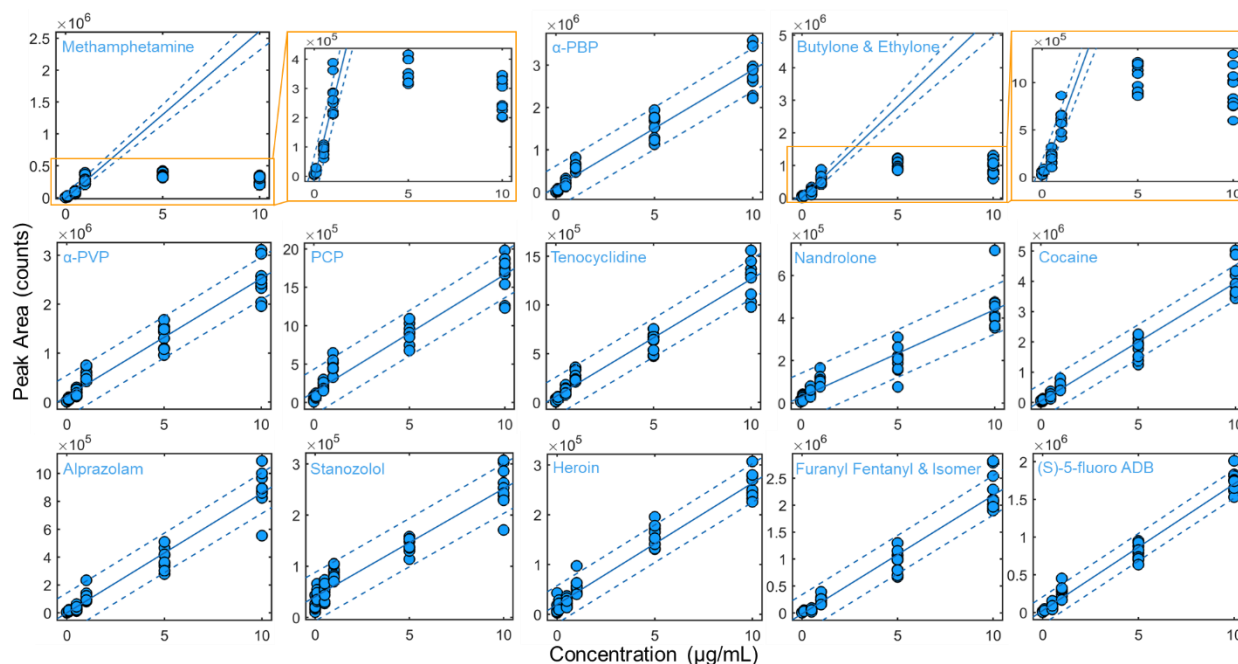 Peak Area (counts)
×10⁶
Methamphetamine
2.5
2
1.5
1
0.5
0
0 5 10
×10⁵
4
3
2
1
0
0 5 10
×10⁶
α-PBP
3
2
1
0
0 5 10
×10⁶
Butylone & Ethylone
6
5
4
3
2
1
0
0 5 10
×10⁵
10
5
0
0 5 10
×10⁶
α-PVP
3
2
1
0
0 5 10
×10⁵
PCP
20
15
10
5
0
0 5 10
×10⁵
Tenocyclidine
15
10
5
0
0 5 10
×10⁵
Nandrolone
6
4
2
0
0 5 10
×10⁶
Cocaine
6
5
4
3
2
1
0
0 5 10
×10⁵
Alprazolam
10
8
6
4
2
0
0 5 10
×10⁵
Stanozolol
3
2
1
0
0 5 10
×10⁵
Heroin
3
2
1
0
0 5 10
×10⁶
Furanyl Fentanyl & Isomer
2.5
2
1.5
1
0.5
0
0 5 10
×10⁶
(S)-5-fluoro ADB
2
1.5
1
0.5
0
0 5 10
Concentration (µg/mL)